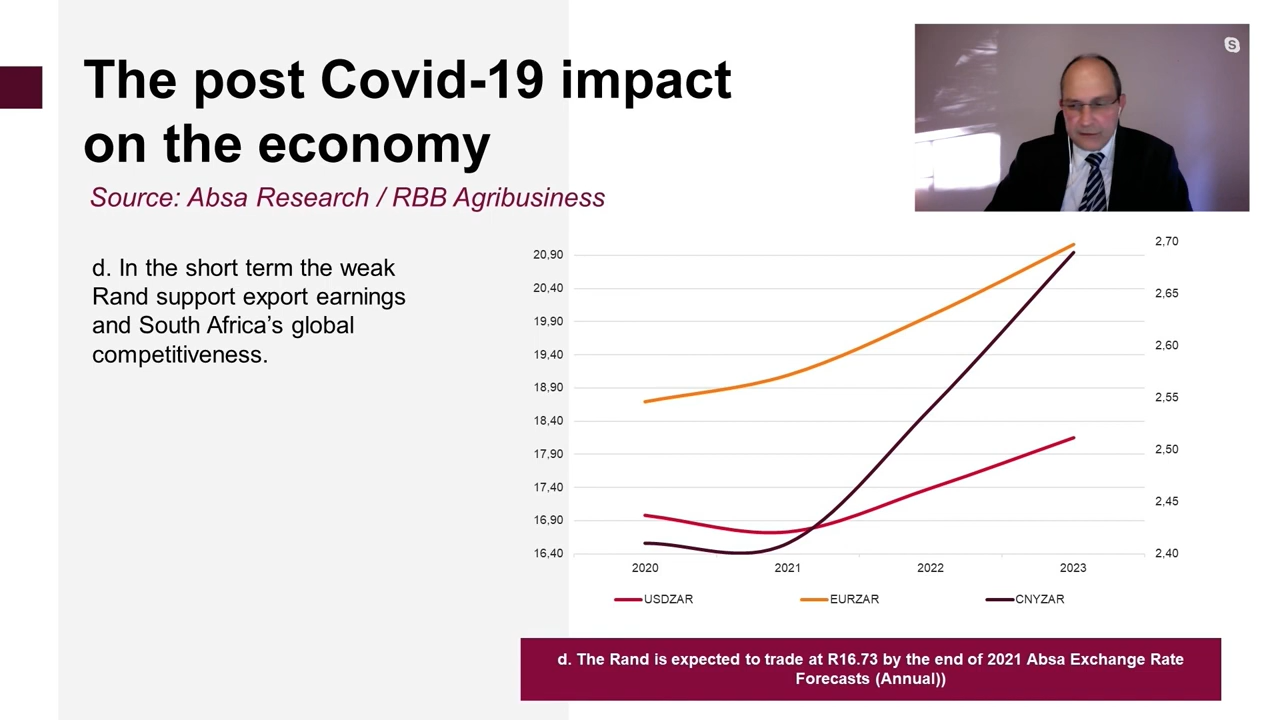 The post Covid-19 impact
on the economy
Source: Absa Research / RBB Agribusiness
d. In the short term the weak
Rand support export earnings
and South Africa’s global
competitiveness.
20,90
20,40
19,90
19,40
18,90
18,40
17,90
17,40
16,90
16,40
2,70
2,65
2,60
2,55
2,50
2,45
2,40
2020 2021 2022 2023
USDZAR EURZAR CNYZAR
d. The Rand is expected to trade at R16.73 by the end of 2021 Absa Exchange Rate
Forecasts (Annual))